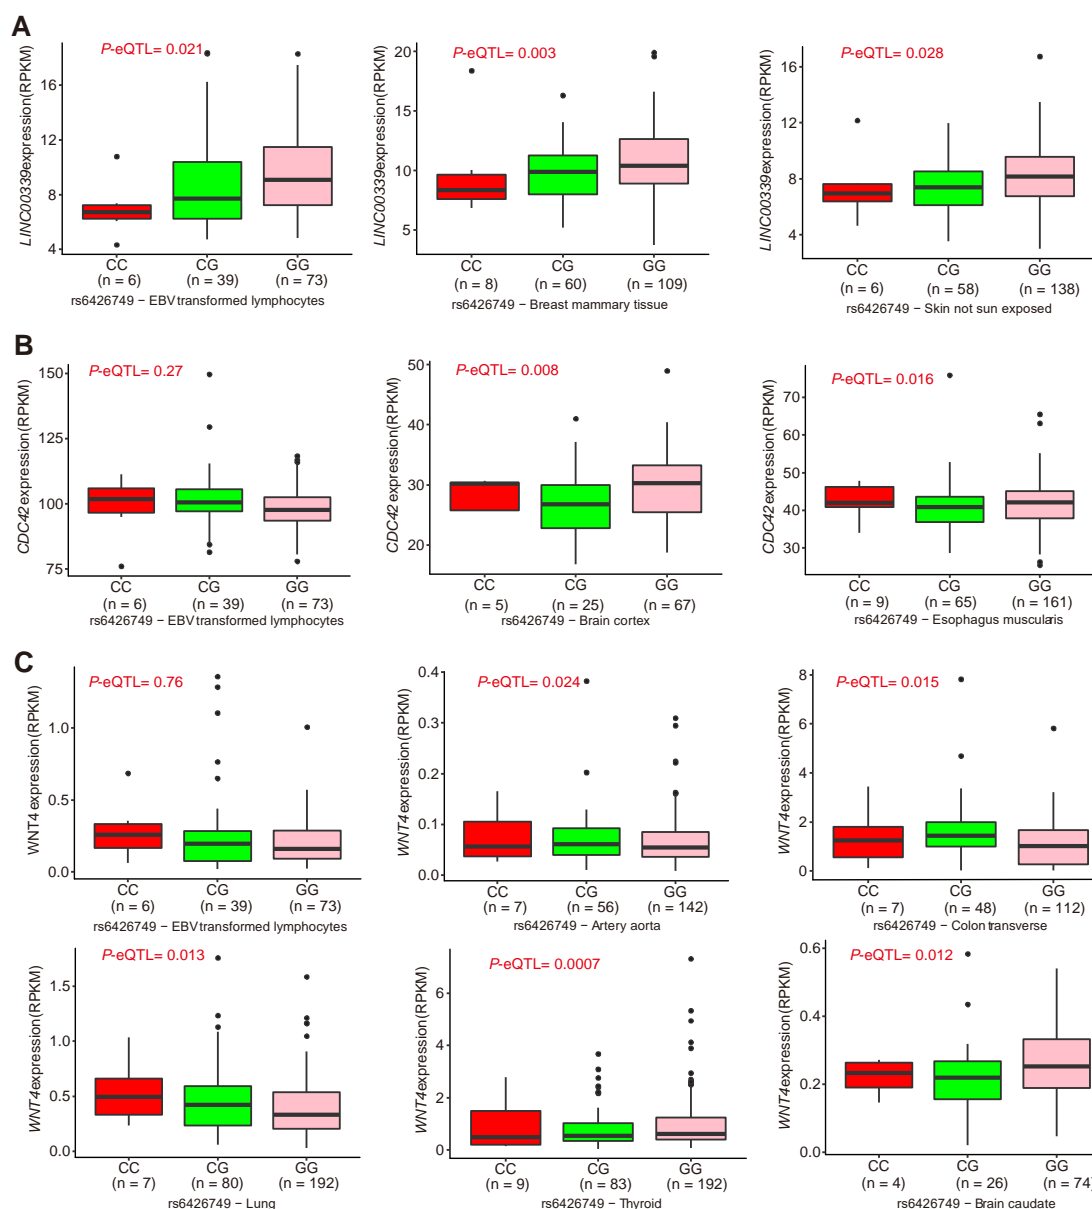 A
P-eQTL= 0.021
P-eQTL= 0.003
P-eQTL= 0.028
LINC00339expression(RPKM)
16
12
8
4
CC
CG
GG
(n = 6)
(n = 39)
(n = 73)
rs6426749 − EBV transformed lymphocytes
LINC00339expression(RPKM)
20
15
10
5
CC
CG
GG
(n = 8)
(n = 60)
(n = 109)
rs6426749 − Breast mammary tissue
LINC00339expression(RPKM)
16
12
8
4
CC
CG
GG
(n = 6)
(n = 58)
(n = 138)
rs6426749 − Skin not sun exposed
B
P-eQTL= 0.27
P-eQTL= 0.008
P-eQTL= 0.016
CDC42expression(RPKM)
150
125
100
75
CC
CG
GG
(n = 6)
(n = 39)
(n = 73)
rs6426749 − EBV transformed lymphocytes
CDC42expression(RPKM)
50
40
30
20
CC
CG
GG
(n = 5)
(n = 25)
(n = 67)
rs6426749 − Brain cortex
CDC42expression(RPKM)
70
60
50
40
30
CC
CG
GG
(n = 9)
(n = 65)
(n = 161)
rs6426749 − Esophagus muscularis
C
P-eQTL= 0.76
P-eQTL= 0.024
P-eQTL= 0.015
WNT4expression(RPKM)
1.0
0.5
0.0
CC
CG
GG
(n = 6)
(n = 39)
(n = 73)
rs6426749 − EBV transformed lymphocytes
WNT4expression(RPKM)
0.4
0.3
0.2
0.1
0.0
CC
CG
GG
(n = 7)
(n = 56)
(n = 142)
rs6426749 − Artery aorta
WNT4expression(RPKM)
8
6
4
2
0
CC
CG
GG
(n = 7)
(n = 48)
(n = 112)
rs6426749 − Colon transverse
P-eQTL= 0.013
P-eQTL= 0.0007
P-eQTL= 0.012
WNT4expression(RPKM)
1.5
1.0
0.5
0.0
CC
CG
GG
(n = 7)
(n = 80)
(n = 192)
rs6426749 − Lung
WNT4expression(RPKM)
6
4
2
0
CC
CG
GG
(n = 9)
(n = 83)
(n = 192)
rs6426749 − Thyroid
WNT4expression(RPKM)
0.6
0.4
0.2
0.0
CC
CG
GG
(n = 4)
(n = 26)
(n = 74)
rs6426749 − Brain caudate